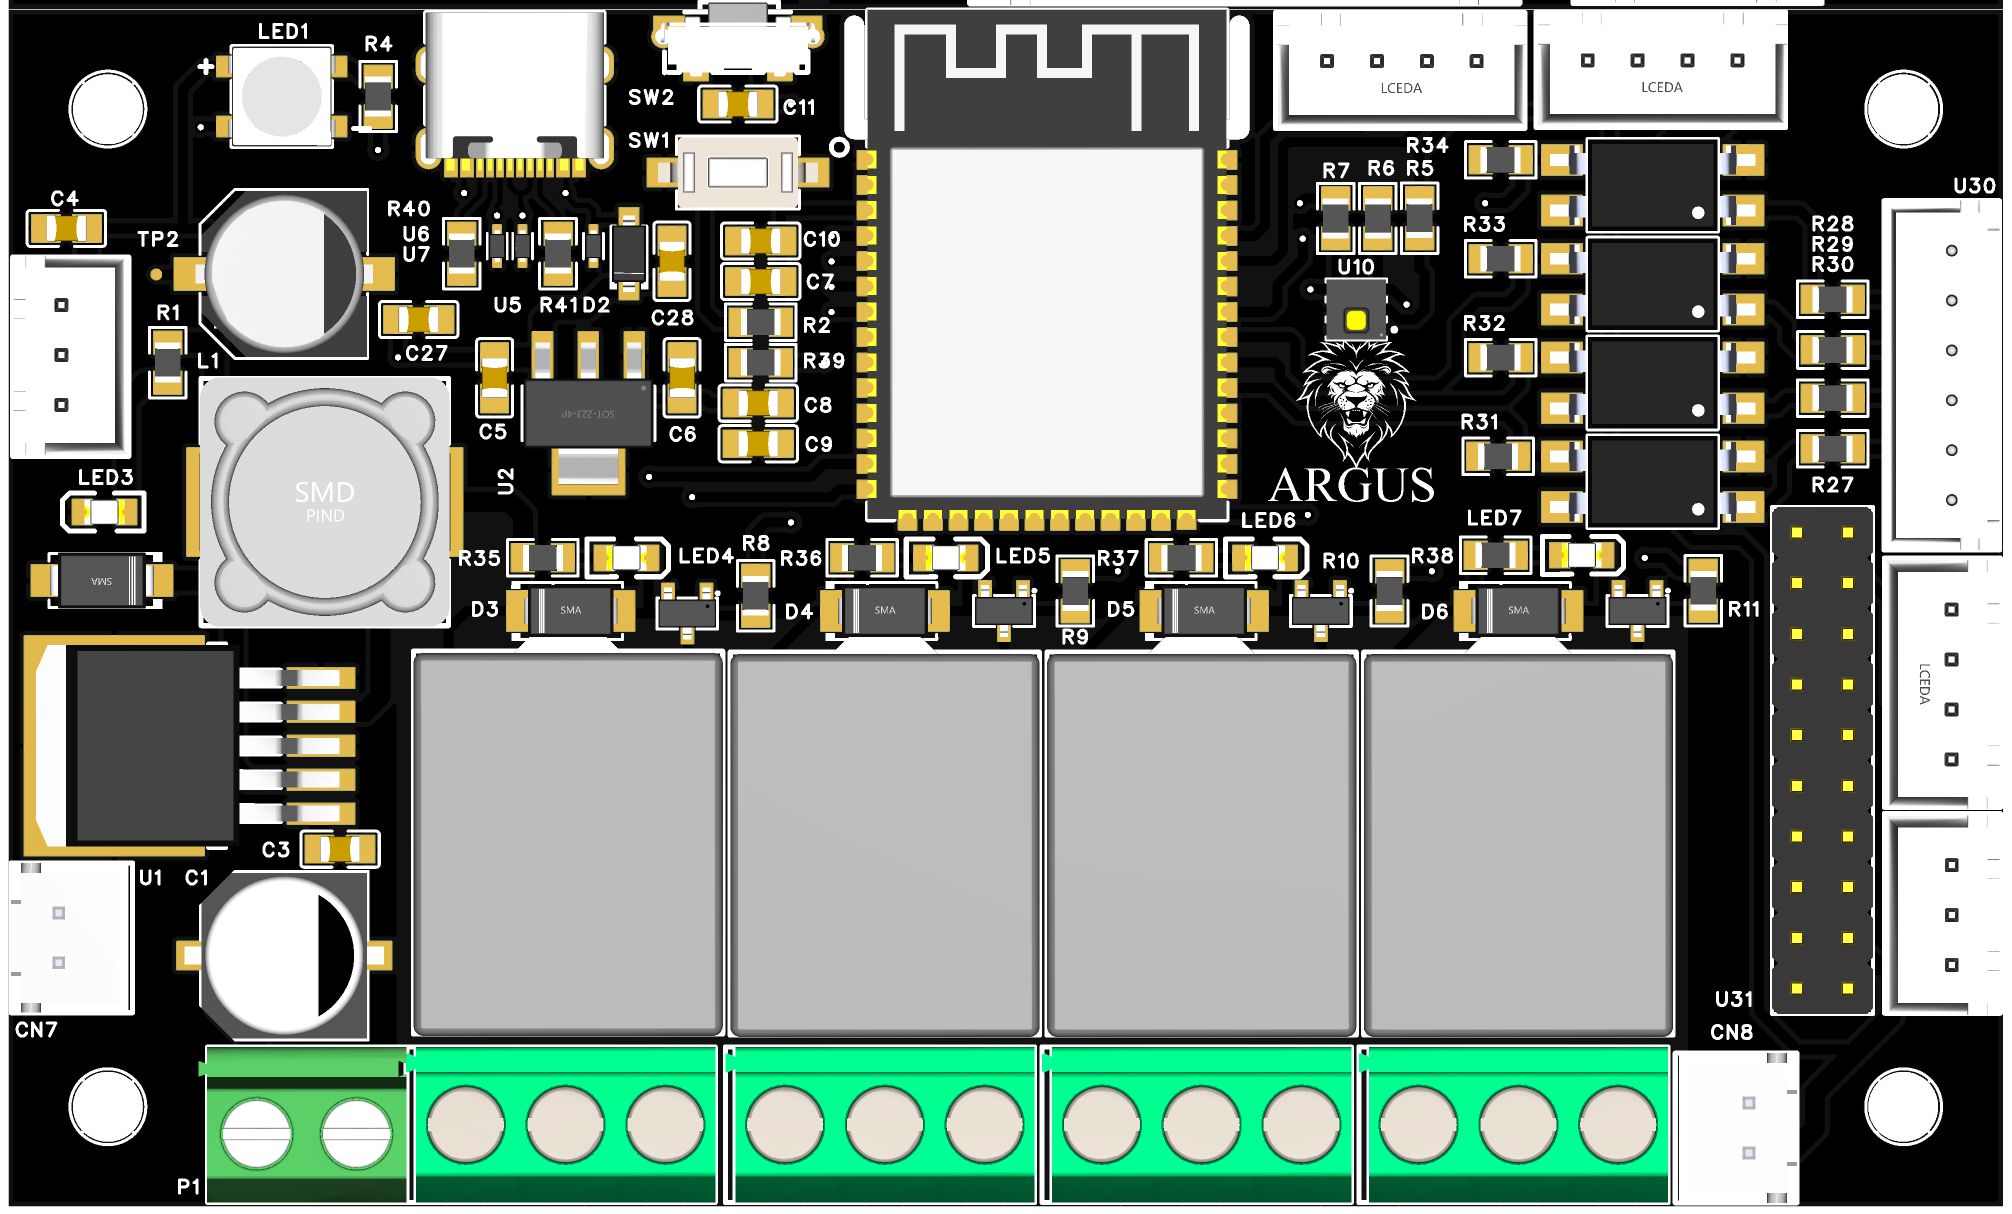 LED1
R4
SW2
C11
SW1
LCEDA
LCEDA
R34
R7
R6
R5
U30
C4
TP2
R40
U6
U7
C10
R33
R28
R29
R30
U10
C7
R1
U5
R41
D2
C28
R2
R32
C27
L1
R39
SOT-223-4P
C5
C6
C8
R31
C9
ARGUS
LED3
U2
R27
SMD
PIND
LED6
LED7
R35
LED4
R8
R36
LED5
R37
R10
R38
SMA
D3
SMA
D4
SMA
D5
SMA
D6
SMA
R11
R9
LCEDA
C3
U1
C1
U31
CN7
CN8
P1